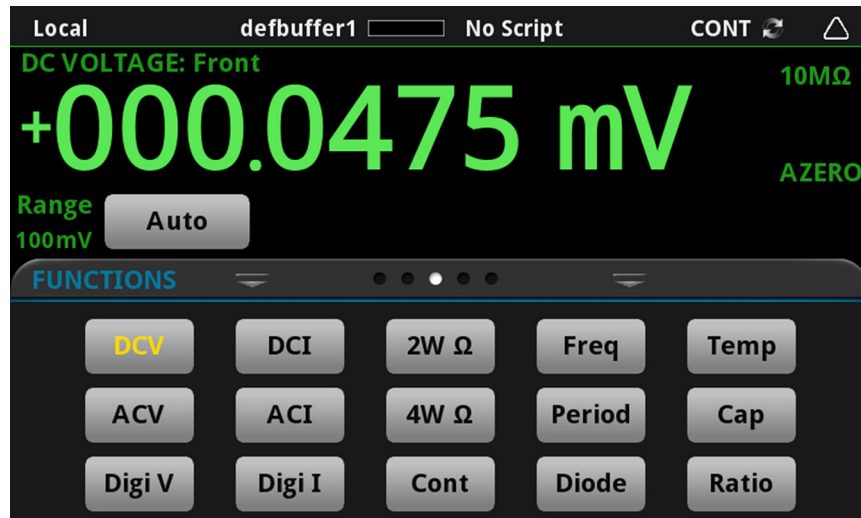 Local defbuffer1 No Script CONT
DC VOLTAGE: Front
10MΩ
+000.0475 mV
AZERO
Range
100mV
Auto
FUNCTIONS
DCV DCI 2W Ω Freq Temp
ACV ACI 4W Ω Period Cap
Digi V Digi I Cont Diode Ratio